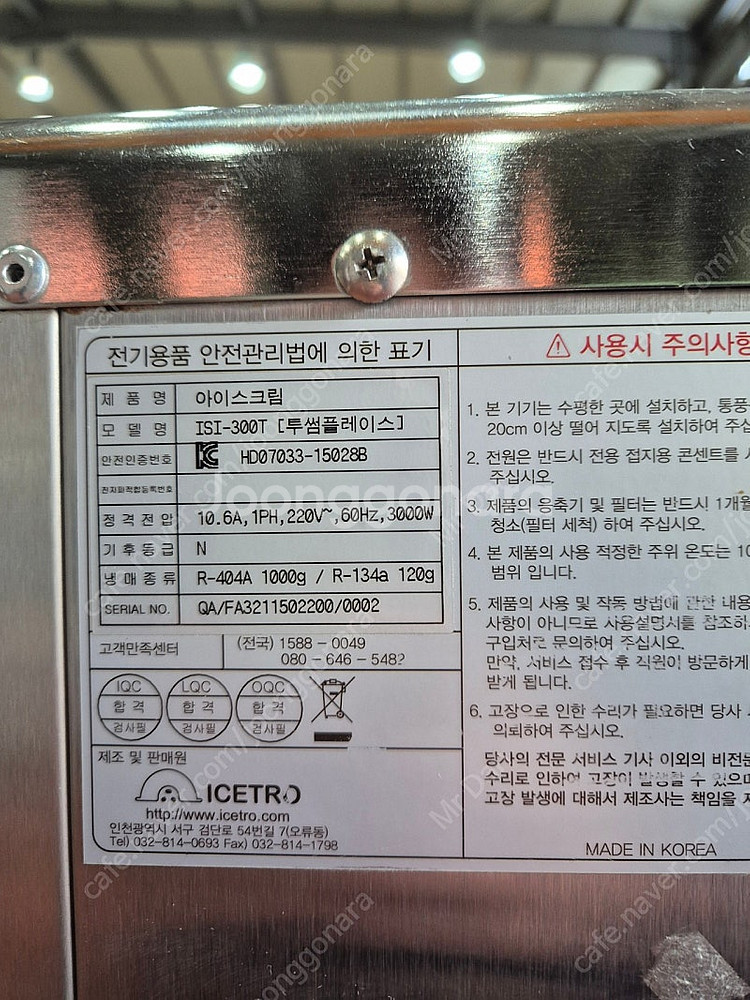 전기용품 안전관리법에 의한 표기
제 품 명 아이스크림
모 델 명 ISI-300T [투썸플레이스]
안전인증번호 HD07033-15028B
전자파적합등록번호
정 격 전 압 10.6A,1PH,220V~,60Hz,3000W
기 후 등 급 N
냉 매 종 류 R-404A 1000g / R-134a 120g
SERIAL NO. QA/FA3211502200/0002
고객만족센터 (전국) 1588-0049
080-646-5482
IQC 합 격 검사필
LQC 합 격 검사필
OQC 합 격 검사필
제조 및 판매원
ICETRO
http://www.icetro.com
인천광역시 서구 검단로 54번길 7(오류동)
Tel) 032-814-0693 Fax) 032-814-1798
사용시 주의사항
1. 본 기기는 수평한 곳에 설치하고, 통풍
20cm 이상 떨어 지도록 설치하여 주십
2. 전원은 반드시 전용 접지용 콘센트를 사
주십시오.
3. 제품의 응축기 및 필터는 반드시 1개월
청소(필터 세척) 하여 주십시오.
4. 본 제품의 사용 적정한 주위 온도는 10
범위 입니다.
5. 제품의 사용 및 작동 방법에 관한 내용
사항이 아니므로 사용설명서를 참조하
구입처로 문의하여 주십시오.
만약, 서비스 접수 후 직원이 방문하게
받게 됩니다.
6. 고장으로 인한 수리가 필요하면 당사
의뢰하여 주십시오.
당사의 전문 서비스 기사 이외의 비전문
수리로 인하여 고장이 발생할 수 있으며
고장 발생에 대해서 제조사는 책임을 지
MADE IN KOREA
joonggonara
cafe.naver.com/joonggonara